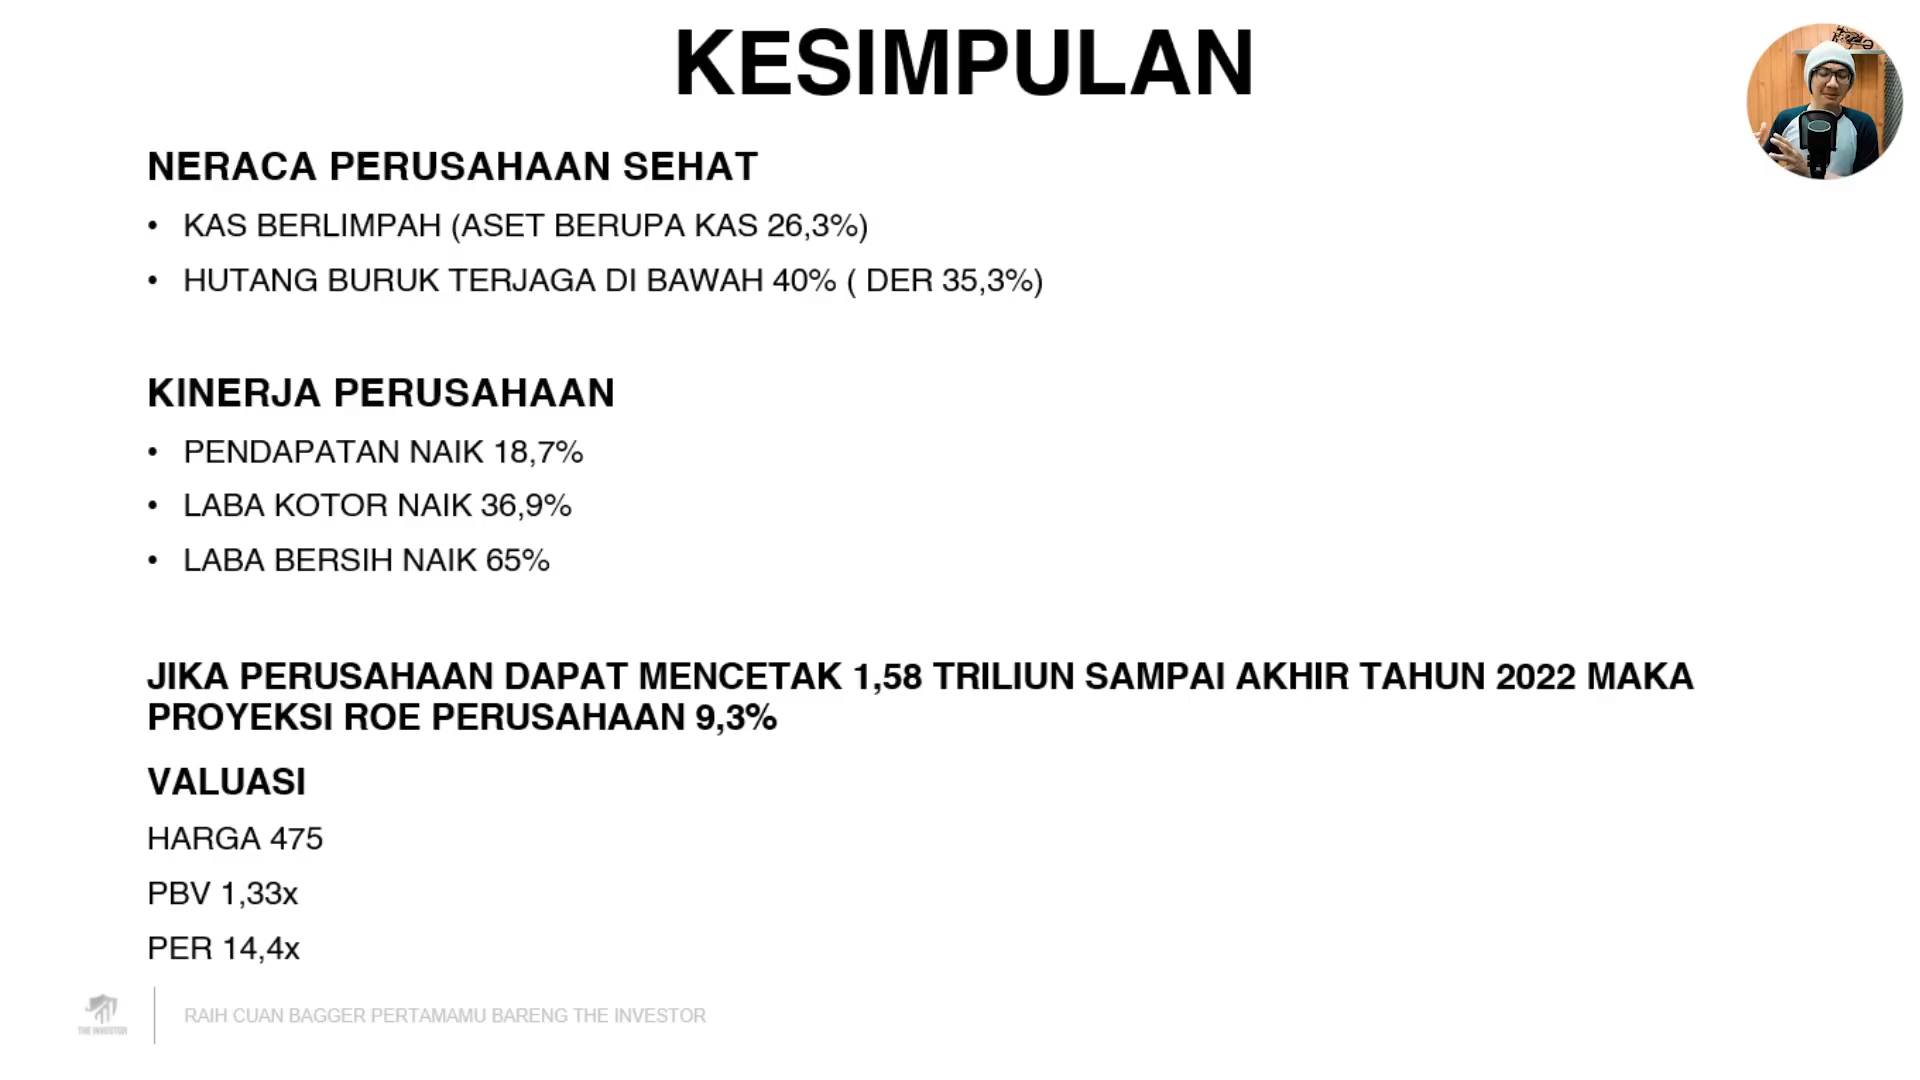 KESIMPULAN
NERACA PERUSAHAAN SEHAT
• KAS BERLIMPAH (ASET BERUPA KAS 26,3%)
• HUTANG BURUK TERJAGA DI BAWAH 40% ( DER 35,3%)
KINERJA PERUSAHAAN
• PENDAPATAN NAIK 18,7%
• LABA KOTOR NAIK 36,9%
• LABA BERSIH NAIK 65%
JIKA PERUSAHAAN DAPAT MENCETAK 1,58 TRILIUN SAMPAI AKHIR TAHUN 2022 MAKA
PROYEKSI ROE PERUSAHAAN 9,3%
VALUASI
HARGA 475
PBV 1,33x
PER 14,4x
THE INVESTOR
RAIH CUAN BAGGER PERTAMAMU BARENG THE INVESTOR